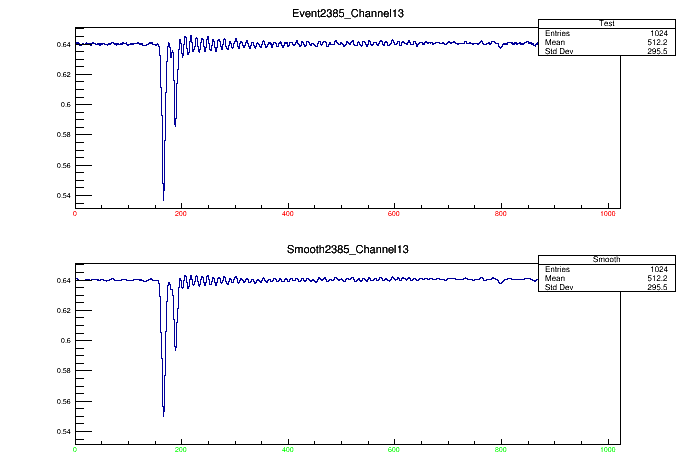 Event2385_Channel13
Test
Entries 1024
Mean 512.2
Std Dev 295.5
0.64
0.62
0.6
0.58
0.56
0.54
0 200 400 600 800 1000
Smooth2385_Channel13
Smooth
Entries 1024
Mean 512.2
Std Dev 295.5
0.64
0.62
0.6
0.58
0.56
0.54
0 200 400 600 800 1000